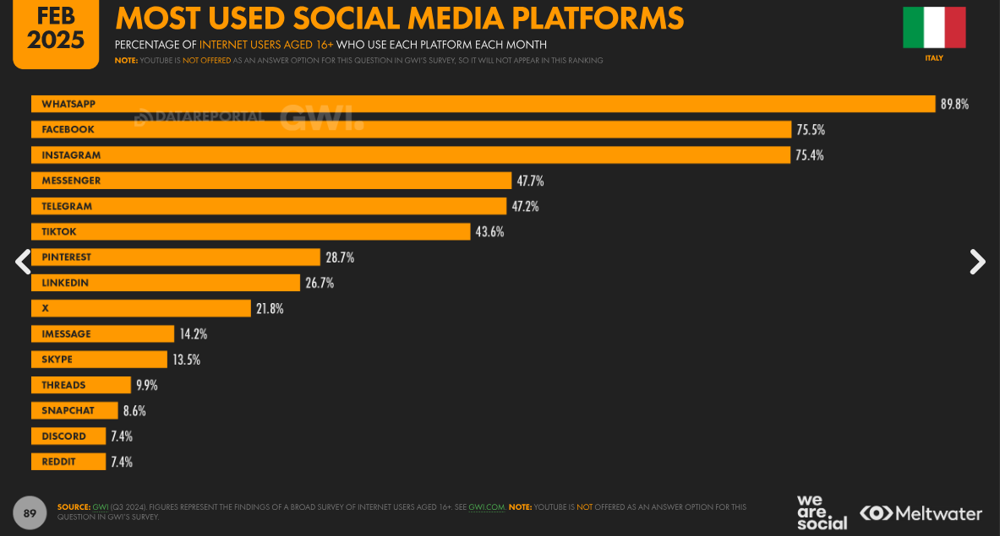 FEB
2025
MOST USED SOCIAL MEDIA PLATFORMS
PERCENTAGE OF INTERNET USERS AGED 16+ WHO USE EACH PLATFORM EACH MONTH
NOTE: YOUTUBE IS NOT OFFERED AS AN ANSWER OPTION FOR THIS QUESTION IN GWI'S SURVEY, SO IT WILL NOT APPEAR IN THIS RANKING
ITALY
WHATSAPP 89.8%
DATAREPORTAL GWI.
FACEBOOK 75.5%
INSTAGRAM 75.4%
MESSENGER 47.7%
TELEGRAM 47.2%
TIKTOK 43.6%
PINTEREST 28.7%
LINKEDIN 26.7%
X 21.8%
IMESSAGE 14.2%
SKYPE 13.5%
THREADS 9.9%
SNAPCHAT 8.6%
DISCORD 7.4%
REDDIT 7.4%
89
SOURCE: GWI (Q3 2024). FIGURES REPRESENT THE FINDINGS OF A BROAD SURVEY OF INTERNET USERS AGED 16+. SEE GWI.COM. NOTE: YOUTUBE IS NOT OFFERED AS AN ANSWER OPTION FOR THIS
QUESTION IN GWI'S SURVEY.
we
are
social
Meltwater